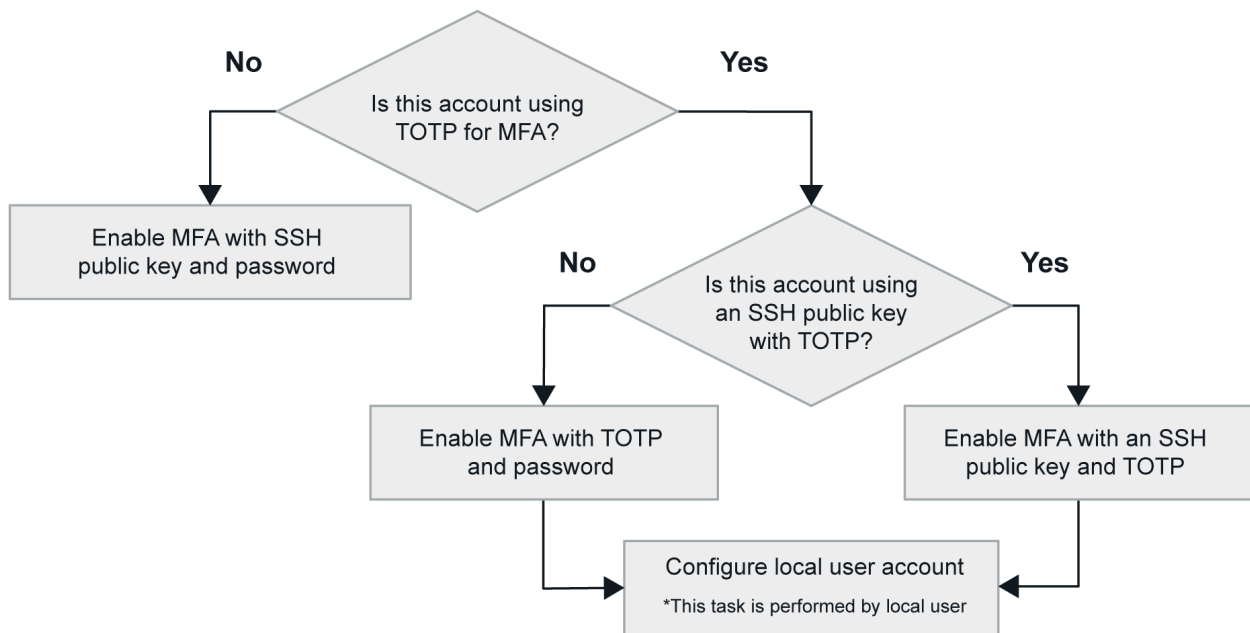 No
Yes
Is this account using
TOTP for MFA?
Enable MFA with SSH
public key and password
No
Yes
Is this account using
an SSH public key
with TOTP?
Enable MFA with TOTP
and password
Enable MFA with an SSH
public key and TOTP
Configure local user account
*This task is performed by local user